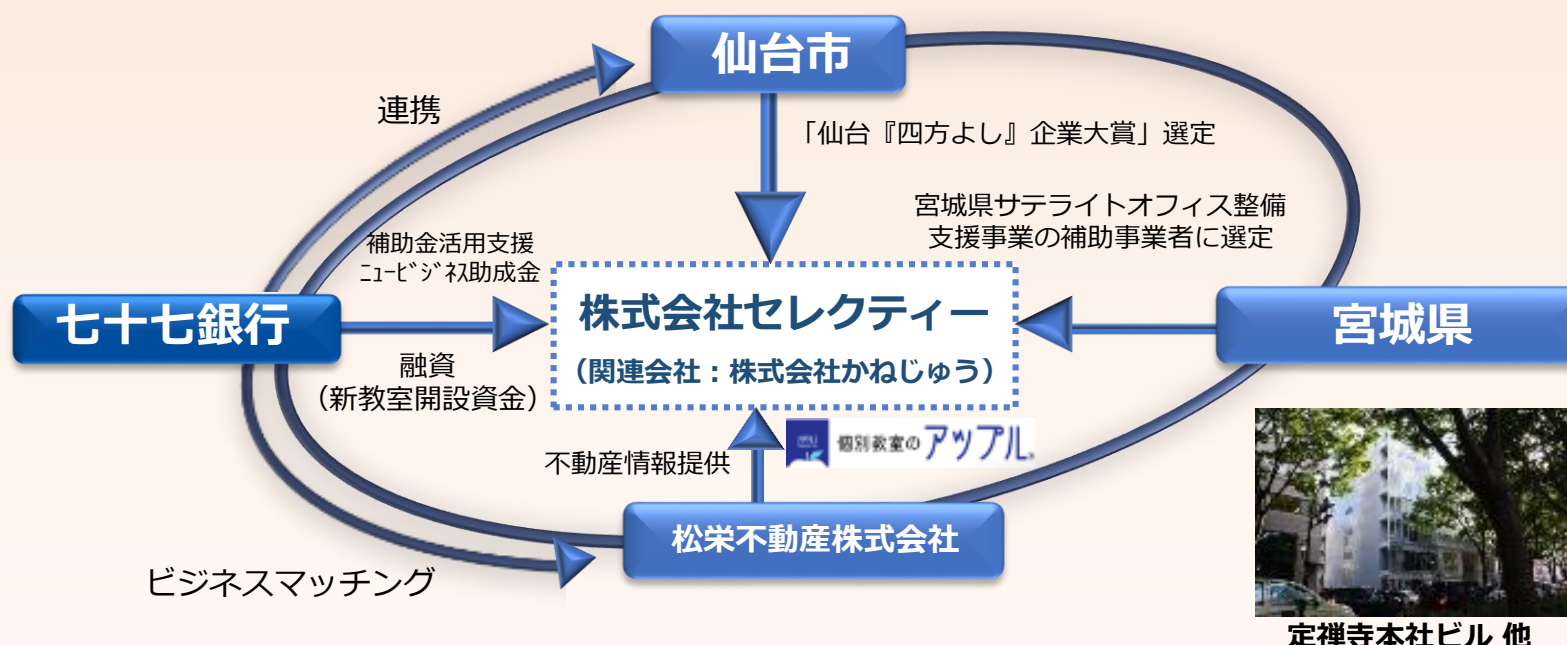 仙台市
連携
「仙台『四方よし』企業大賞」選定
宮城県サテライトオフィス整備
支援事業の補助事業者に選定
補助金活用支援
ﾆｭｰﾋﾞｼﾞﾈｽ助成金
七十七銀行
株式会社セレクティー
(関連会社：株式会社かねじゅう)
宮城県
融資
(新教室開設資金)
不動産情報提供
個別教室のアップル
松栄不動産株式会社
ビジネスマッチング
定禅寺本社ビル 他